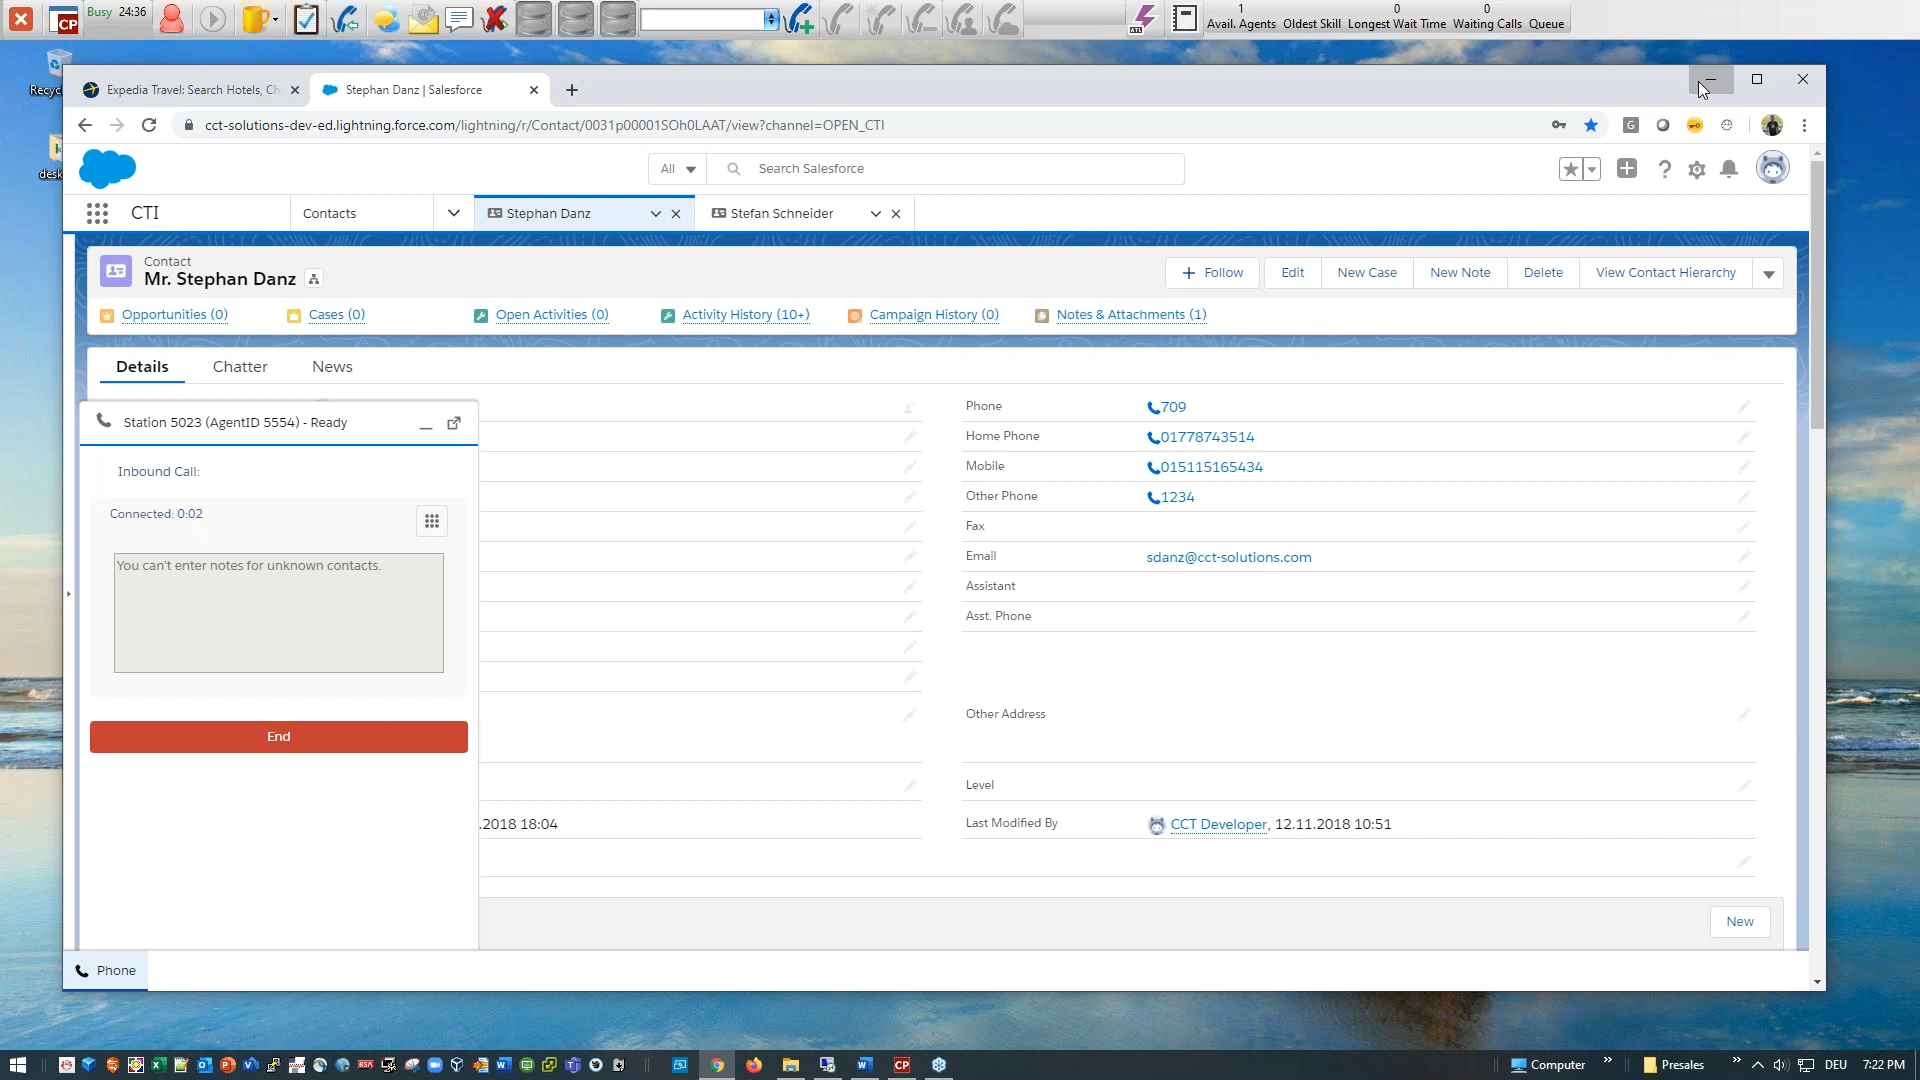 CP
Busy 24:36
ATL
1
0
0
Avail. Agents Oldest Skill Longest Wait Time Waiting Calls Queue
Expedia Travel: Search Hotels, Ch
Stephan Danz | Salesforce
cct-solutions-dev-ed.lightning.force.com/lightning/r/Contact/0031p00001SOh0LAAT/view?channel=OPEN_CTI
All
Search Salesforce
CTI
Contacts
Stephan Danz
Stefan Schneider
Contact
Mr. Stephan Danz
Follow
Edit
New Case
New Note
Delete
View Contact Hierarchy
Opportunities (0)
Cases (0)
Open Activities (0)
Activity History (10+)
Campaign History (0)
Notes & Attachments (1)
Details
Chatter
News
Station 5023 (AgentID 5554) - Ready
Inbound Call:
Connected: 0:02
You can't enter notes for unknown contacts.
End
Phone 709
Home Phone 01778743514
Mobile 015115165434
Other Phone 1234
Fax
Email sdanz@cct-solutions.com
Assistant
Asst. Phone
Other Address
Level
.2018 18:04
Last Modified By CCT Developer, 12.11.2018 10:51
New
Phone
Computer
Presales
DEU
7:22 PM